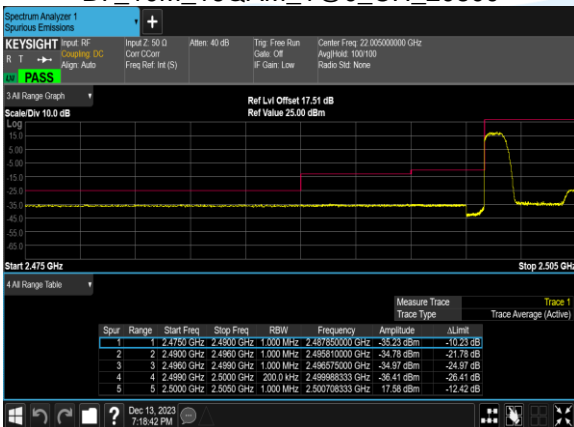 Spectrum Analyzer 1
Spurious Emissions
KEYSIGHT Input: RF
R T Coupling: DC
Align: Auto
Input Z: 50 Ω
Corr CCorr
Freq Ref: Int (S)
Atten: 40 dB
Trig: Free Run
Gate: Off
IF Gain: Low
Center Freq: 22.005000000 GHz
Avg|Hold: 100/100
Radio Std: None
LW PASS
3 All Range Graph
Scale/Div 10.0 dB
Ref Lvl Offset 17.51 dB
Ref Value 25.00 dBm
Log
15.0
5.00
-5.00
-15.0
-25.0
-35.0
-45.0
-55.0
-65.0
Start 2.475 GHz
Stop 2.505 GHz
4 All Range Table
Measure Trace Trace 1
Trace Type Trace Average (Active)
Spur Range Start Freq Stop Freq RBW Frequency Amplitude ΔLimit
1 1 2.4750 GHz 2.4900 GHz 1.000 MHz 2.487850000 GHz -35.23 dBm -10.23 dB
2 2 2.4900 GHz 2.4960 GHz 1.000 MHz 2.495810000 GHz -34.78 dBm -21.78 dB
3 3 2.4960 GHz 2.4990 GHz 1.000 MHz 2.496575000 GHz -34.97 dBm -24.97 dB
4 4 2.4990 GHz 2.5000 GHz 200.0 kHz 2.499988333 GHz -36.41 dBm -26.41 dB
5 5 2.5000 GHz 2.5050 GHz 1.000 MHz 2.500708333 GHz 17.58 dBm -12.42 dB
Dec 13, 2023
7:18:42 PM